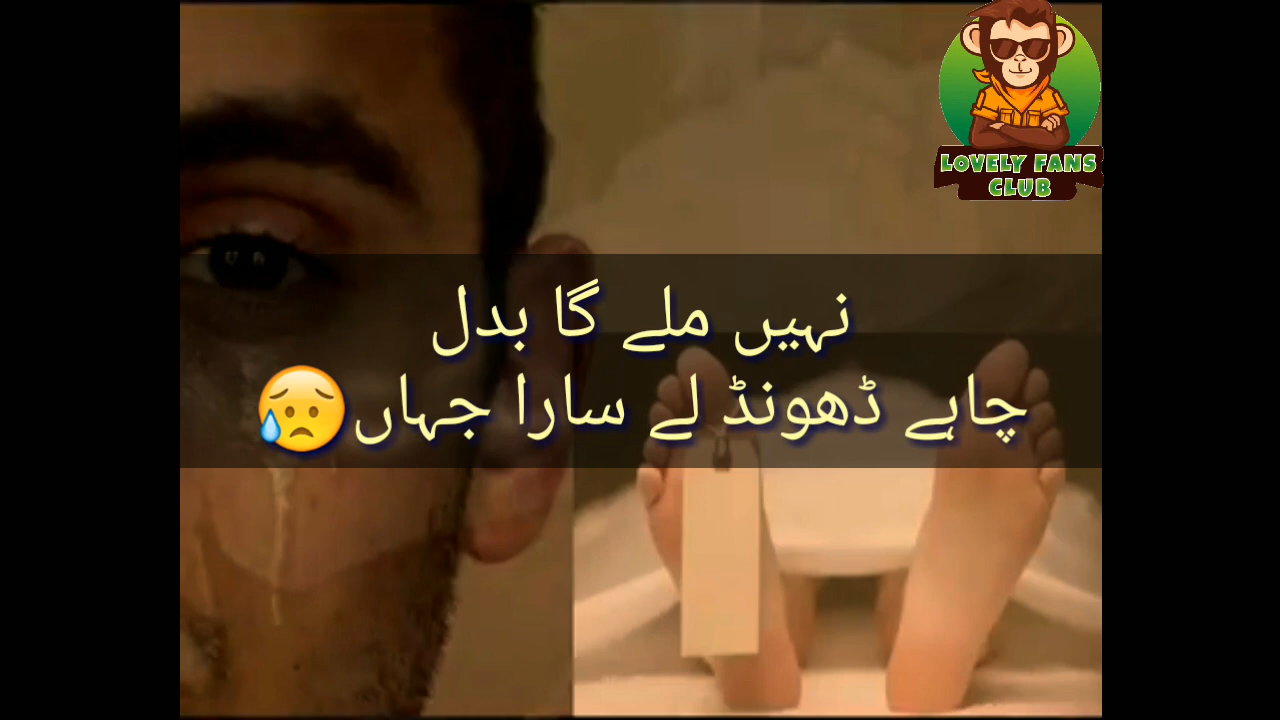 LOVELY FANS
CLUB
نہیں ملے گا بدل
چاہے ڈھونڈ لے سارا جہاں😥